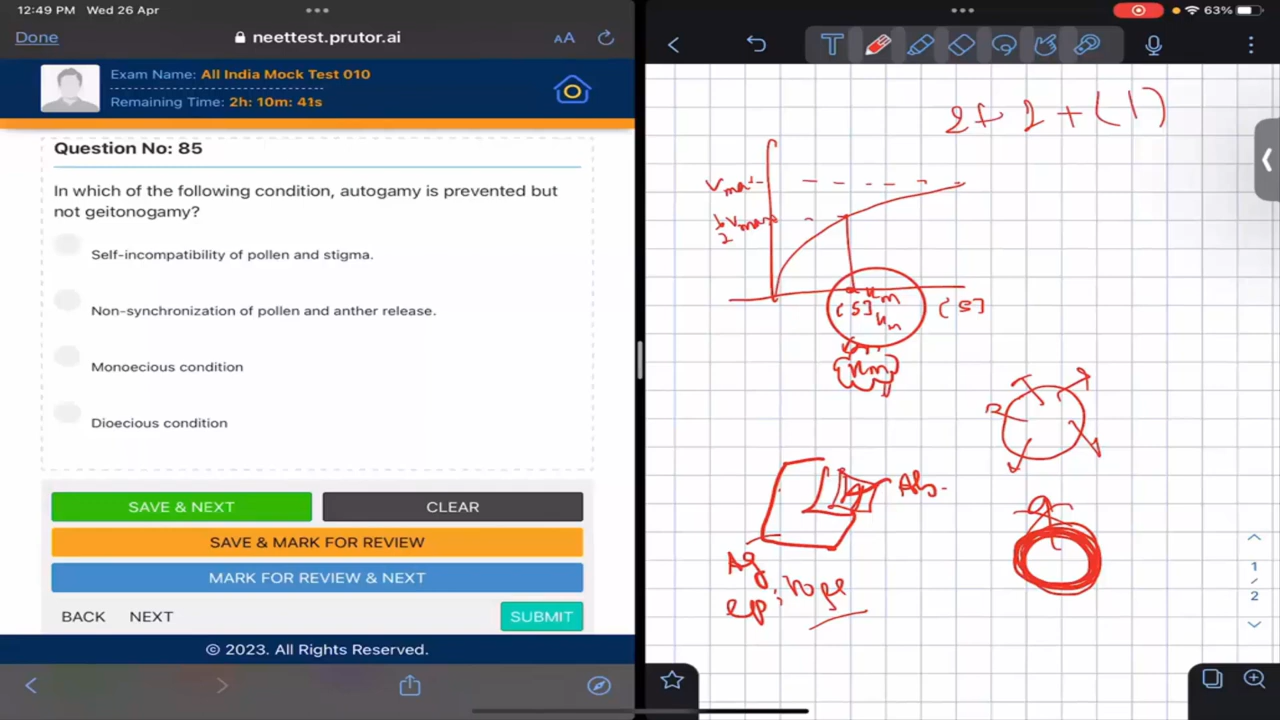 12:49 PM Wed 26 Apr
63%
Done
neettest.prutor.ai
AA
Exam Name: All India Mock Test 010
Remaining Time: 2h: 10m: 41s
Question No: 85
In which of the following condition, autogamy is prevented but
not geitonogamy?
Self-incompatibility of pollen and stigma.
Non-synchronization of pollen and anther release.
Monoecious condition
Dioecious condition
SAVE & NEXT
CLEAR
SAVE & MARK FOR REVIEW
MARK FOR REVIEW & NEXT
BACK
NEXT
SUBMIT
© 2023. All Rights Reserved.
T
2+2+(1)
Vmax
1/2 Vmax
Km
[S]
[S]
Km
Ag
1
/
2